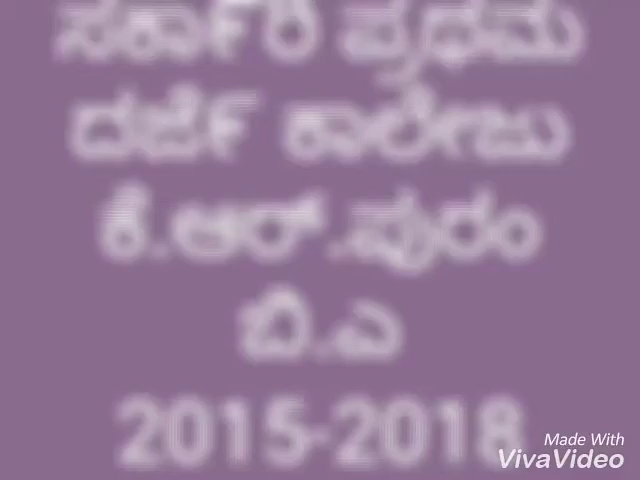 ಸರ್ಕಾರಿ ಪ್ರಥಮ
ದರ್ಜೆ ಕಾಲೇಜು
ಕೆ.ಆರ್.ಪುರಂ
ಬಿ.ಎ
2015-2018
Made With
VivaVideo